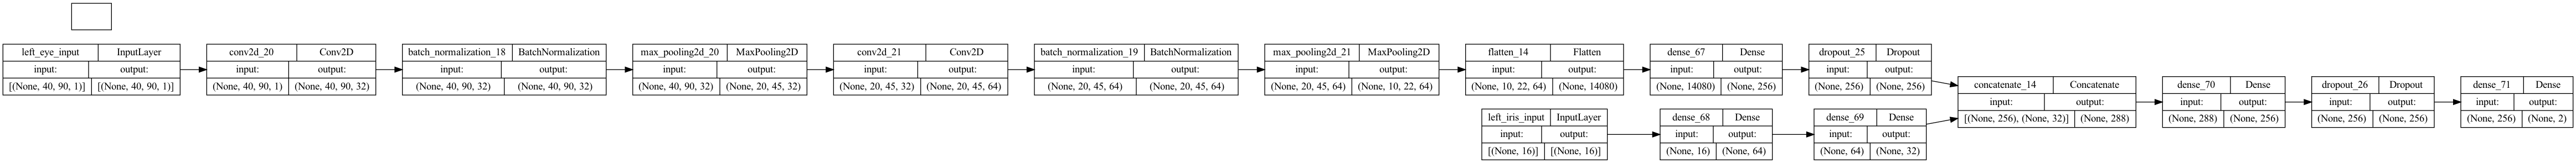 left_eye_input InputLayer
input: output:
[(None, 40, 90, 1)] [(None, 40, 90, 1)]
conv2d_20 Conv2D
input: output:
(None, 40, 90, 1) (None, 40, 90, 32)
batch_normalization_18 BatchNormalization
input: output:
(None, 40, 90, 32) (None, 40, 90, 32)
max_pooling2d_20 MaxPooling2D
input: output:
(None, 40, 90, 32) (None, 20, 45, 32)
conv2d_21 Conv2D
input: output:
(None, 20, 45, 32) (None, 20, 45, 64)
batch_normalization_19 BatchNormalization
input: output:
(None, 20, 45, 64) (None, 20, 45, 64)
max_pooling2d_21 MaxPooling2D
input: output:
(None, 20, 45, 64) (None, 10, 22, 64)
flatten_14 Flatten
input: output:
(None, 10, 22, 64) (None, 14080)
dense_67 Dense
input: output:
(None, 14080) (None, 256)
dropout_25 Dropout
input: output:
(None, 256) (None, 256)
left_iris_input InputLayer
input: output:
[(None, 16)] [(None, 16)]
dense_68 Dense
input: output:
(None, 16) (None, 64)
dense_69 Dense
input: output:
(None, 64) (None, 32)
concatenate_14 Concatenate
input: output:
[(None, 256), (None, 32)] (None, 288)
dense_70 Dense
input: output:
(None, 288) (None, 256)
dropout_26 Dropout
input: output:
(None, 256) (None, 256)
dense_71 Dense
input: output:
(None, 256) (None, 2)